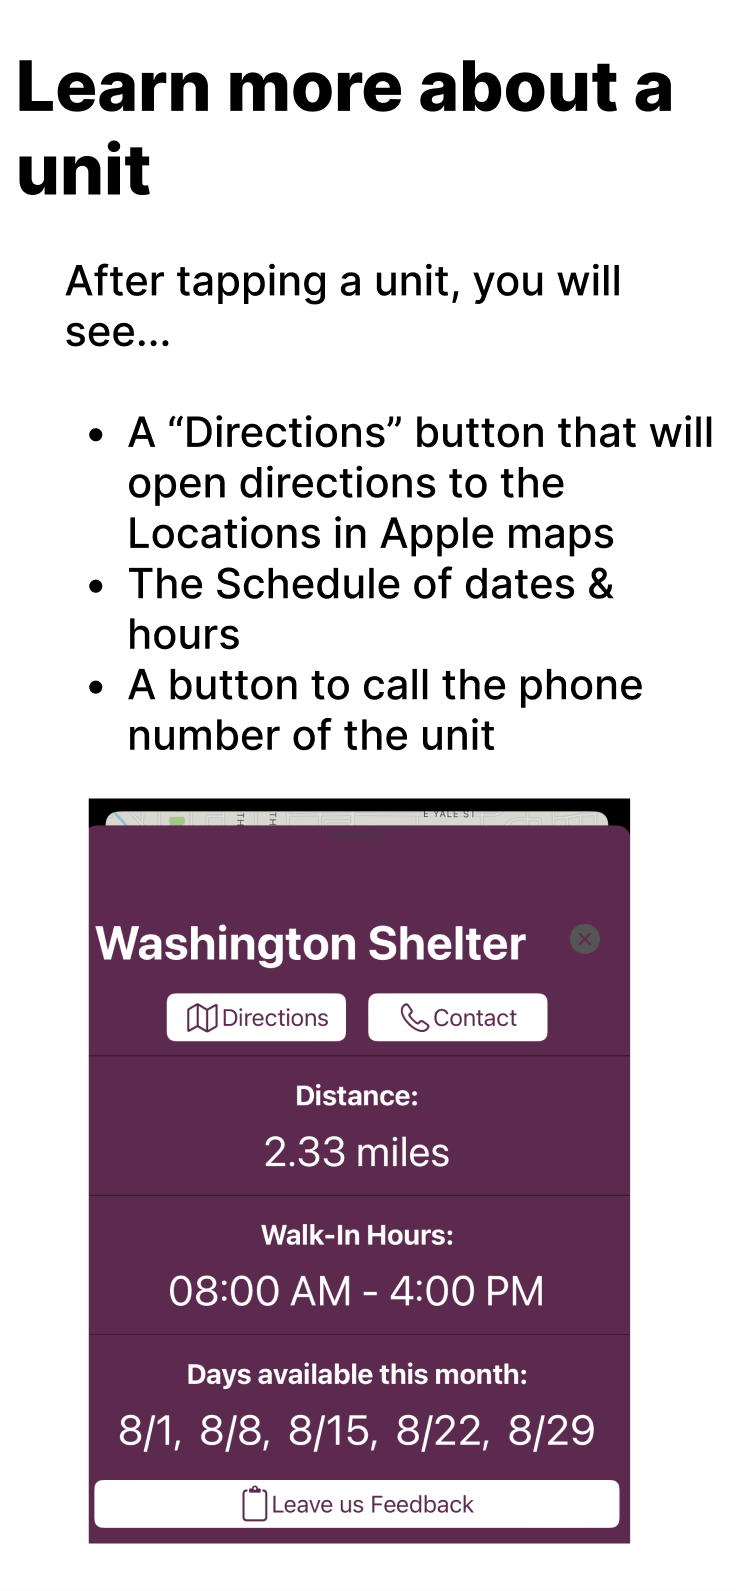 Learn more about a
unit
After tapping a unit, you will
see...
• A “Directions” button that will
open directions to the
Locations in Apple maps
• The Schedule of dates &
hours
• A button to call the phone
number of the unit
E YALE ST
TH
TH
Washington Shelter
Directions
Contact
Distance:
2.33 miles
Walk-In Hours:
08:00 AM - 4:00 PM
Days available this month:
8/1, 8/8, 8/15, 8/22, 8/29
Leave us Feedback